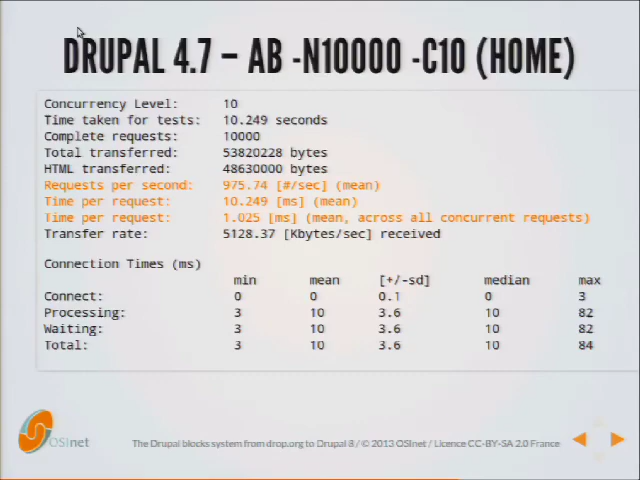 DRUPAL 4.7 – AB -N10000 -C10 (HOME)
Concurrency Level: 10
Time taken for tests: 10.249 seconds
Complete requests: 10000
Total transferred: 53820228 bytes
HTML transferred: 48630000 bytes
Requests per second: 975.74 [#/sec] (mean)
Time per request: 10.249 [ms] (mean)
Time per request: 1.025 [ms] (mean, across all concurrent requests)
Transfer rate: 5128.37 [Kbytes/sec] received
Connection Times (ms)
min mean [+/-sd] median max
Connect: 0 0 0.1 0 3
Processing: 3 10 3.6 10 82
Waiting: 3 10 3.6 10 82
Total: 3 10 3.6 10 84
OSInet
The Drupal blocks system from drop.org to Drupal 8 / © 2013 OSInet / Licence CC-BY-SA 2.0 France